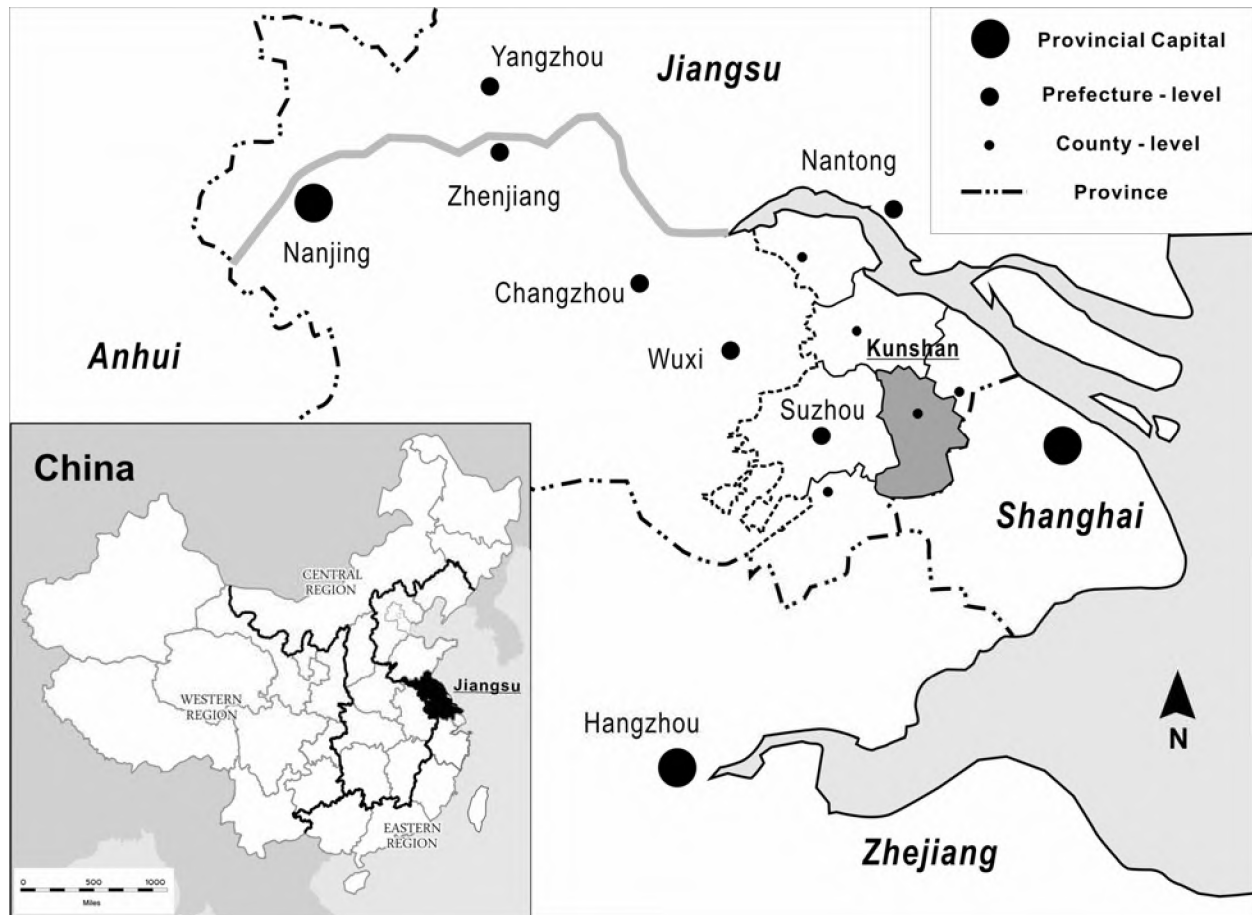 Yangzhou
Jiangsu
Provincial Capital
Prefecture - level
County - level
Province
Nantong
Zhenjiang
Nanjing
Changzhou
Anhui
Wuxi
Kunshan
Suzhou
Shanghai
China
CENTRAL
REGION
Jiangsu
WESTERN
REGION
EASTERN
REGION
0 500 1000
Miles
Hangzhou
N
Zhejiang